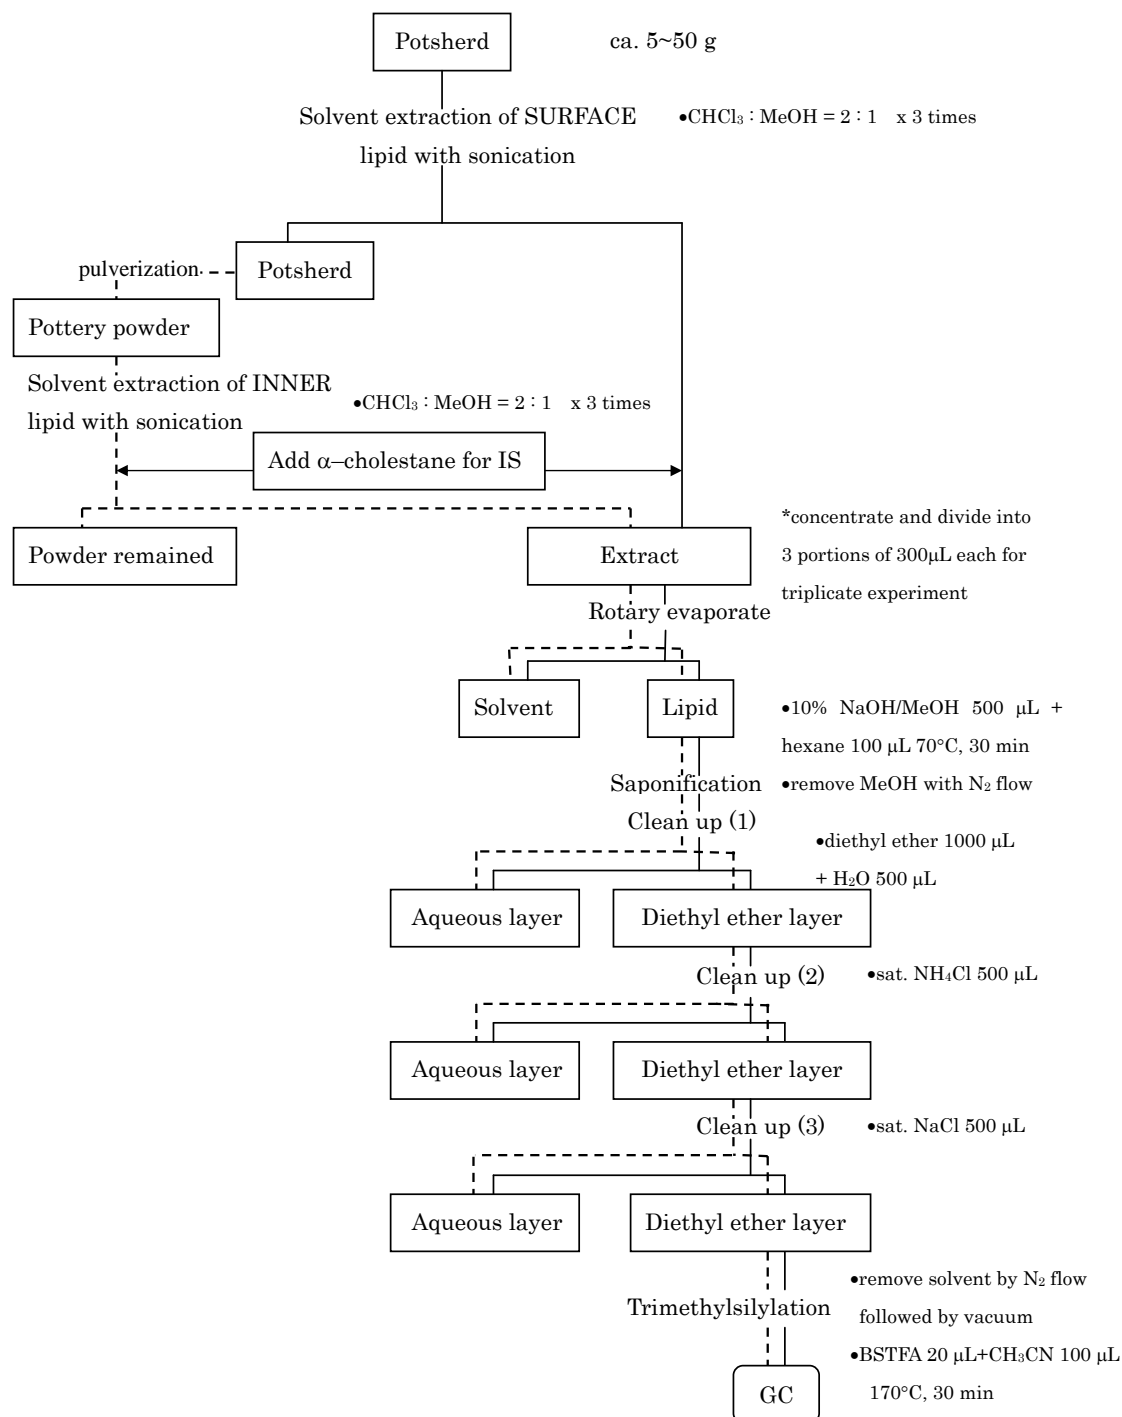 Potsherd
ca. 5~50 g
Solvent extraction of SURFACE
lipid with sonication
•CHCl₃ : MeOH = 2 : 1 x 3 times
pulverization
Potsherd
Pottery powder
Solvent extraction of INNER
lipid with sonication
•CHCl₃ : MeOH = 2 : 1 x 3 times
Add α–cholestane for IS
Powder remained
Extract
*concentrate and divide into
3 portions of 300μL each for
triplicate experiment
Rotary evaporate
Solvent
Lipid
•10% NaOH/MeOH 500 μL +
hexane 100 μL 70°C, 30 min
Saponification
•remove MeOH with N₂ flow
Clean up (1)
•diethyl ether 1000 μL
+ H₂O 500 μL
Aqueous layer
Diethyl ether layer
Clean up (2)
•sat. NH₄Cl 500 μL
Aqueous layer
Diethyl ether layer
Clean up (3)
•sat. NaCl 500 μL
Aqueous layer
Diethyl ether layer
•remove solvent by N₂ flow
followed by vacuum
Trimethylsilylation
•BSTFA 20 μL+CH₃CN 100 μL
170°C, 30 min
GC